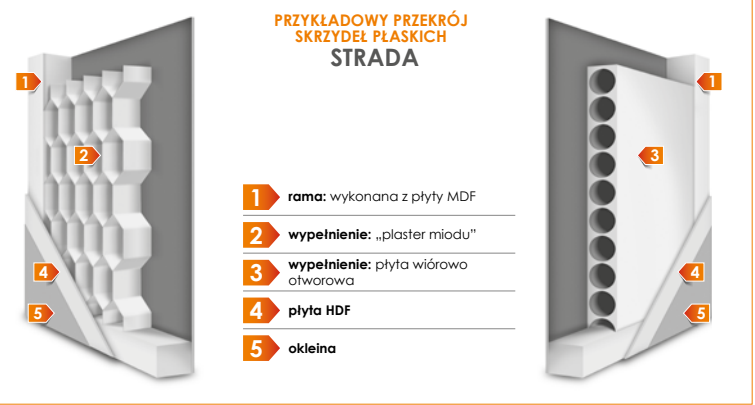 PRZYKŁADOWY PRZEKRÓJ
SKRZYDEŁ PŁASKICH
STRADA
1
2
4
5
1 rama: wykonana z płyty MDF
2 wypełnienie: „plaster miodu”
3 wypełnienie: płyta wiórowo
otworowa
4 płyta HDF
5 okleina
1
3
4
5